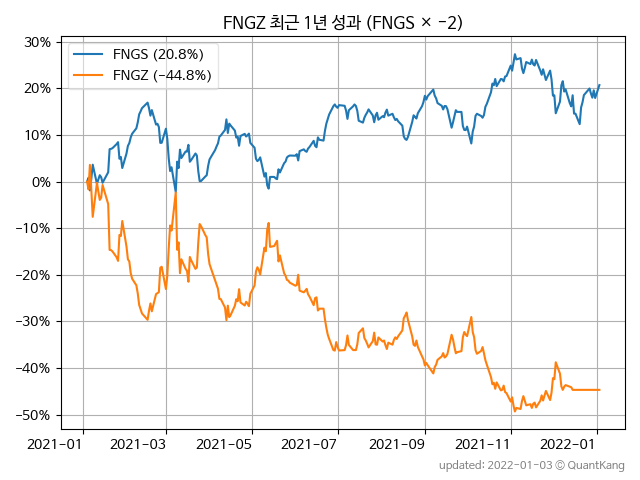 FNGZ 최근 1년 성과 (FNGS × −2)
30%
20%
10%
0%
−10%
−20%
−30%
−40%
−50%
FNGS (20.8%)
FNGZ (−44.8%)
2021-01 2021-03 2021-05 2021-07 2021-09 2021-11 2022-01
updated: 2022-01-03 ⓒ QuantKang